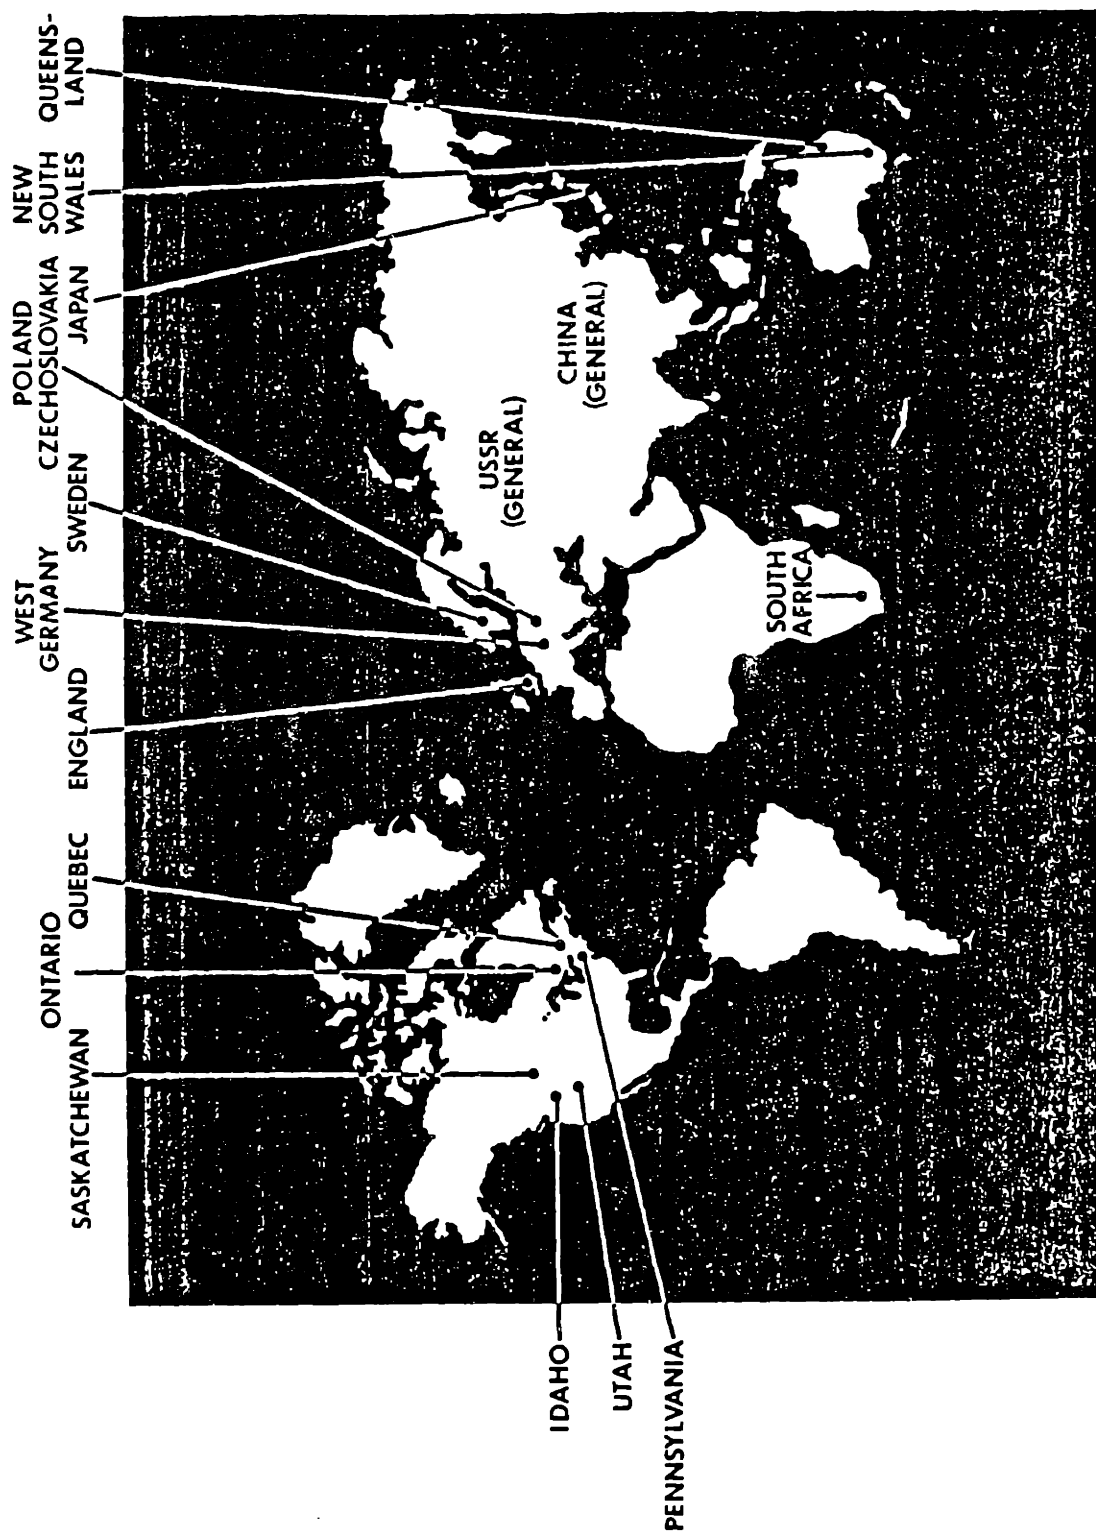 SASKATCHEWAN
ONTARIO
QUEBEC
ENGLAND
WEST
GERMANY
SWEDEN
POLAND
CZECHOSLOVAKIA
JAPAN
NEW
SOUTH
WALES
QUEENS-
LAND
IDAHO
UTAH
PENNSYLVANIA
USSR
(GENERAL)
CHINA
(GENERAL)
SOUTH
AFRICA